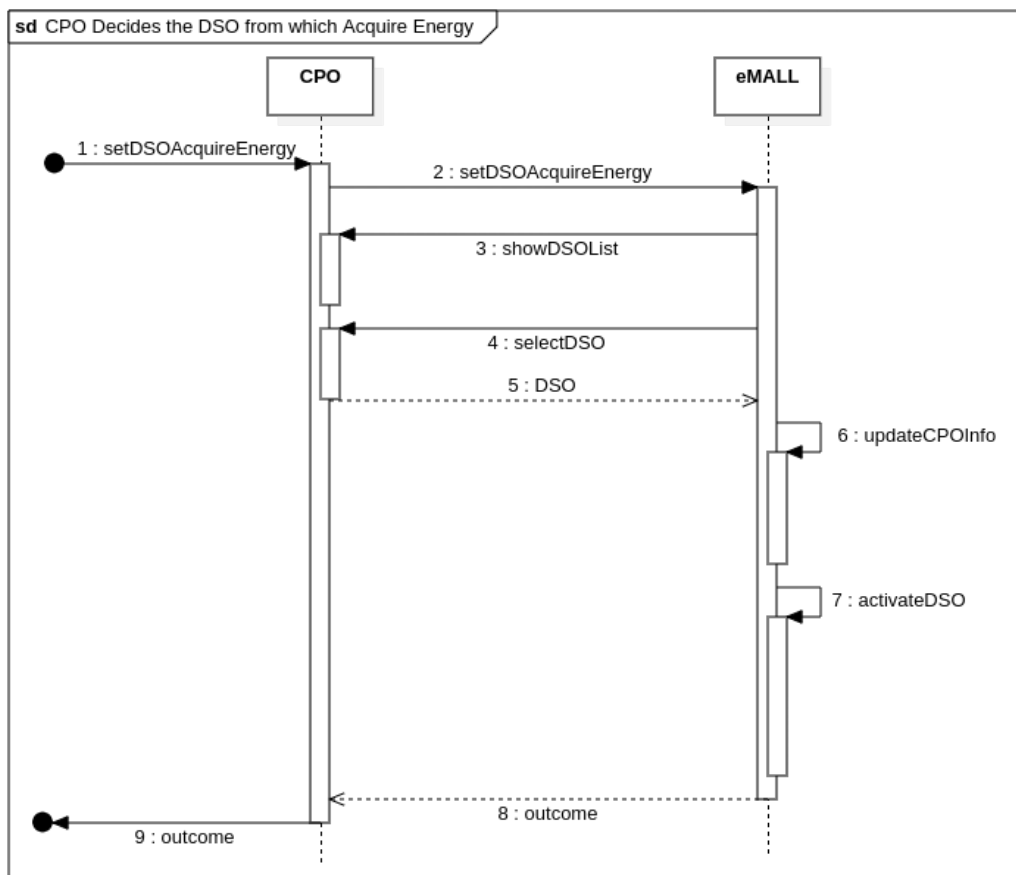 sd CPO Decides the DSO from which Acquire Energy
CPO
eMALL
1 : setDSOAcquireEnergy
2 : setDSOAcquireEnergy
3 : showDSOList
4 : selectDSO
5 : DSO
6 : updateCPOInfo
7 : activateDSO
8 : outcome
9 : outcome